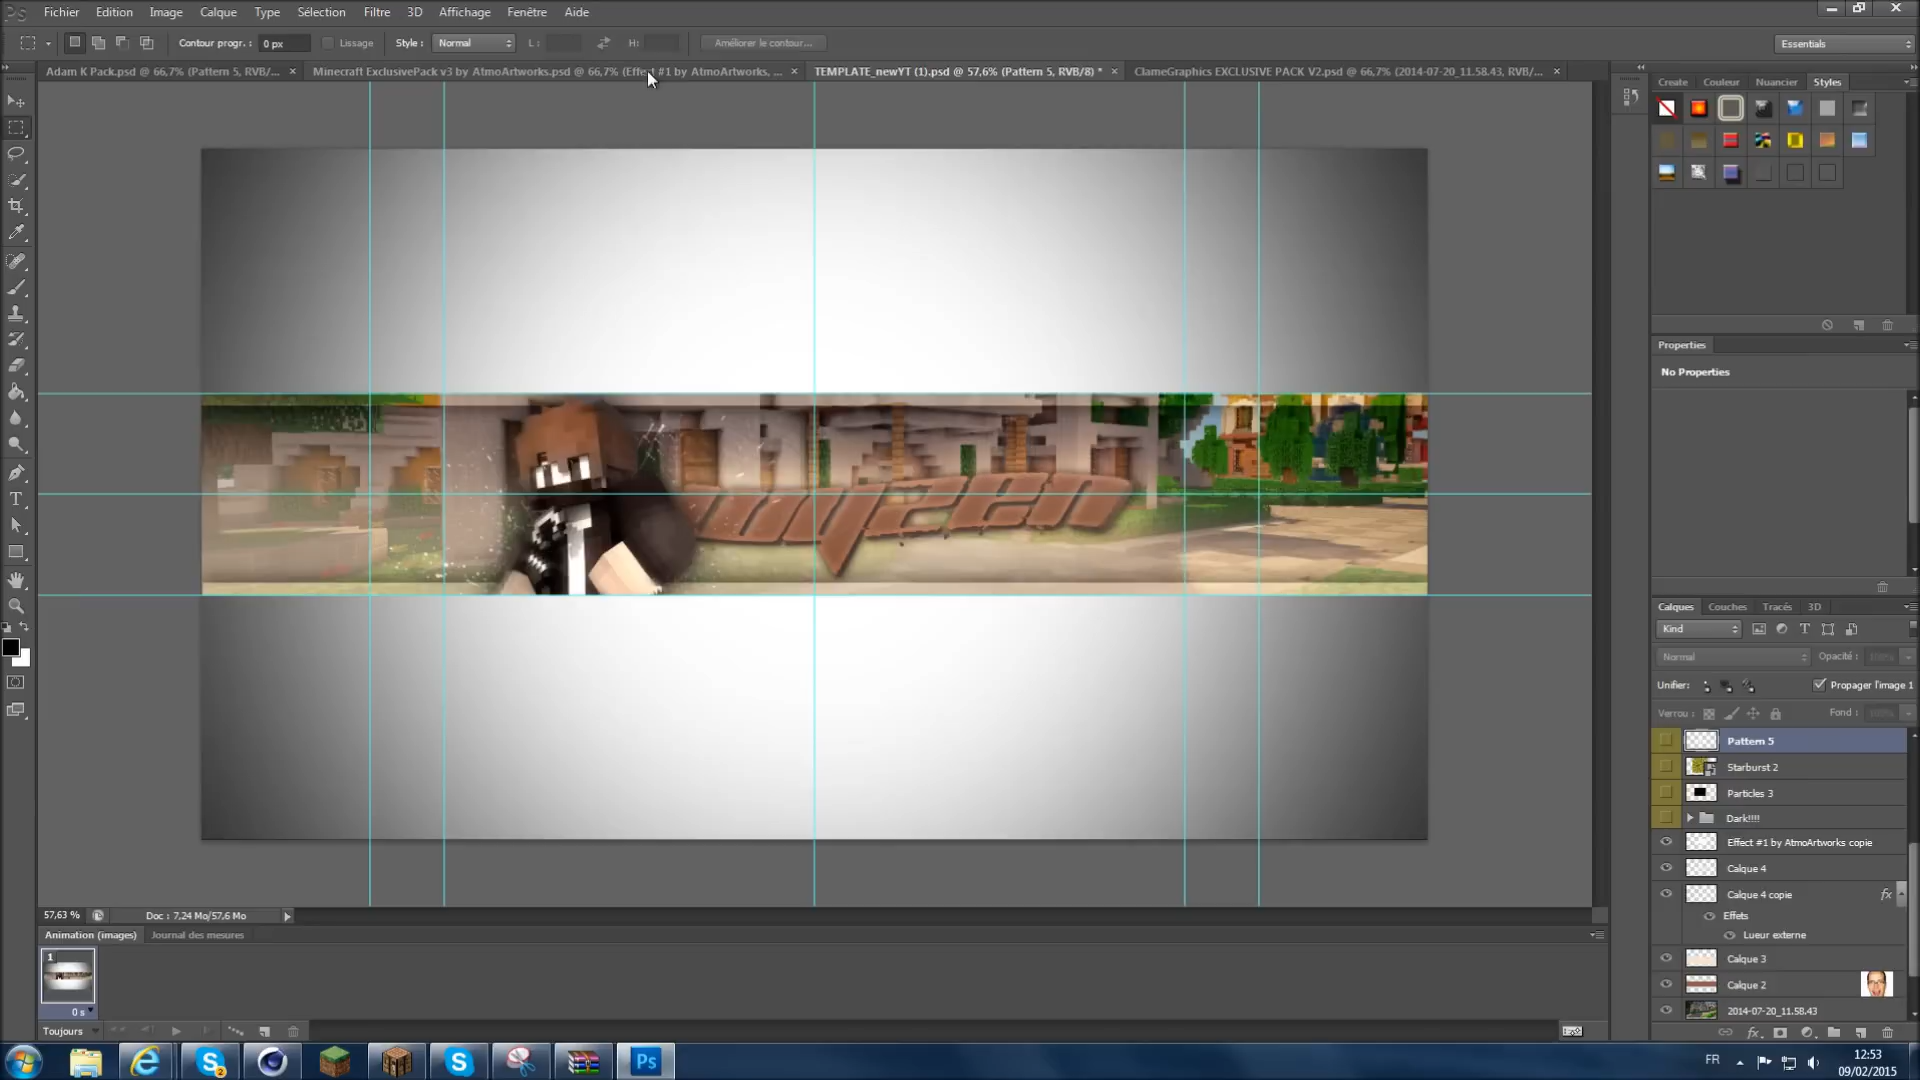 Fichier Edition Image Calque Type Sélection Filtre 3D Affichage Fenêtre Aide
Contour progr. : 0 px Lissage Style : Normal L : H: Améliorer le contour... Essentials
Adam K Pack.psd @ 66,7% (Pattern 5, RVB/... × Minecraft ExclusivePack v3 by AtmoArtworks.psd @ 66,7% (Effect #1 by AtmoArtworks, ... × TEMPLATE_newYT (1).psd @ 57,6% (Pattern 5, RVB/8) * × ClameGraphics EXCLUSIVE PACK V2.psd @ 66,7% (2014-07-20_11.58.43, RVB/... ×
Create Couleur Nuancier Styles
Properties
No Properties
Calques Couches Tracés 3D
Kind
Normal Opacité : 100%
Unifier: Propager l'image 1
Verrou : Fond : 100%
Pattern 5
Starburst 2
Particles 3
Dark!!!!
Effect #1 by AtmoArtworks copie
Calque 4
Calque 4 copie fx
Effets
Lueur externe
Calque 3
Calque 2
2014-07-20_11.58.43
57,63 % Doc : 7,24 Mo/57,6 Mo
Animation (images) Journal des mesures
1
0 s
Toujours
FR
12:53
09/02/2015